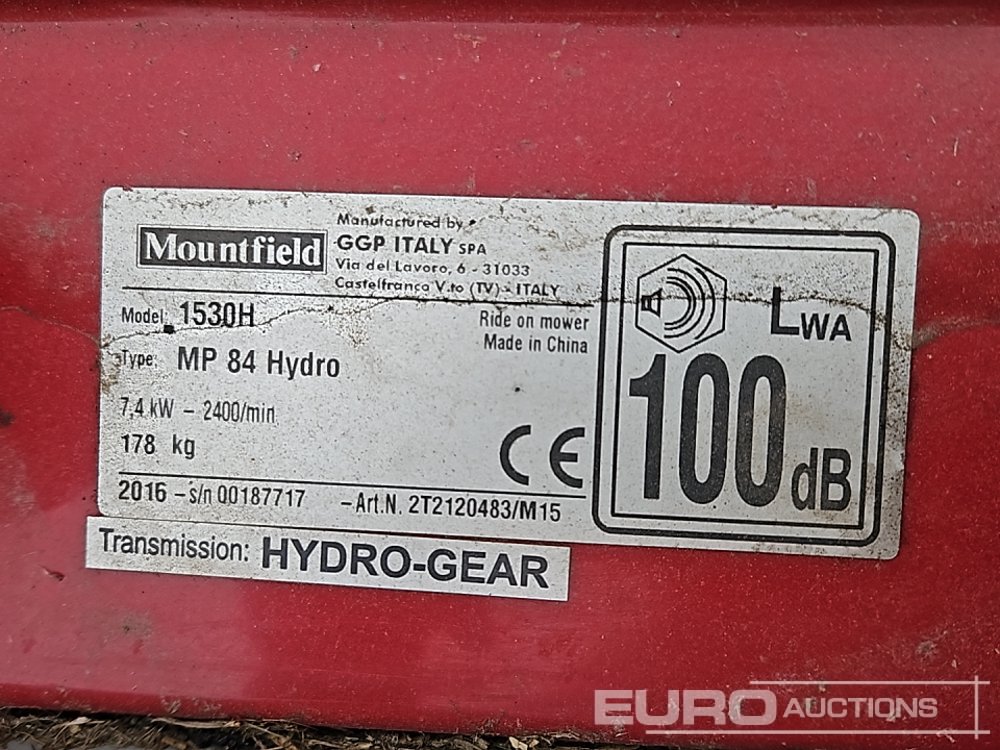 Mountfield
Manufactured by
GGP ITALY SPA
Via del Lavoro, 6 - 31033
Castelfranco V.to (TV) - ITALY
Model 1530H
Ride on mower
Type: MP 84 Hydro
Made in China
7,4 kW - 2400/min
178 kg
CE
2016 - s/n 00187717 - Art.N. 2T2120483/M15
LWA
100dB
Transmission: HYDRO-GEAR
EURO AUCTIONS